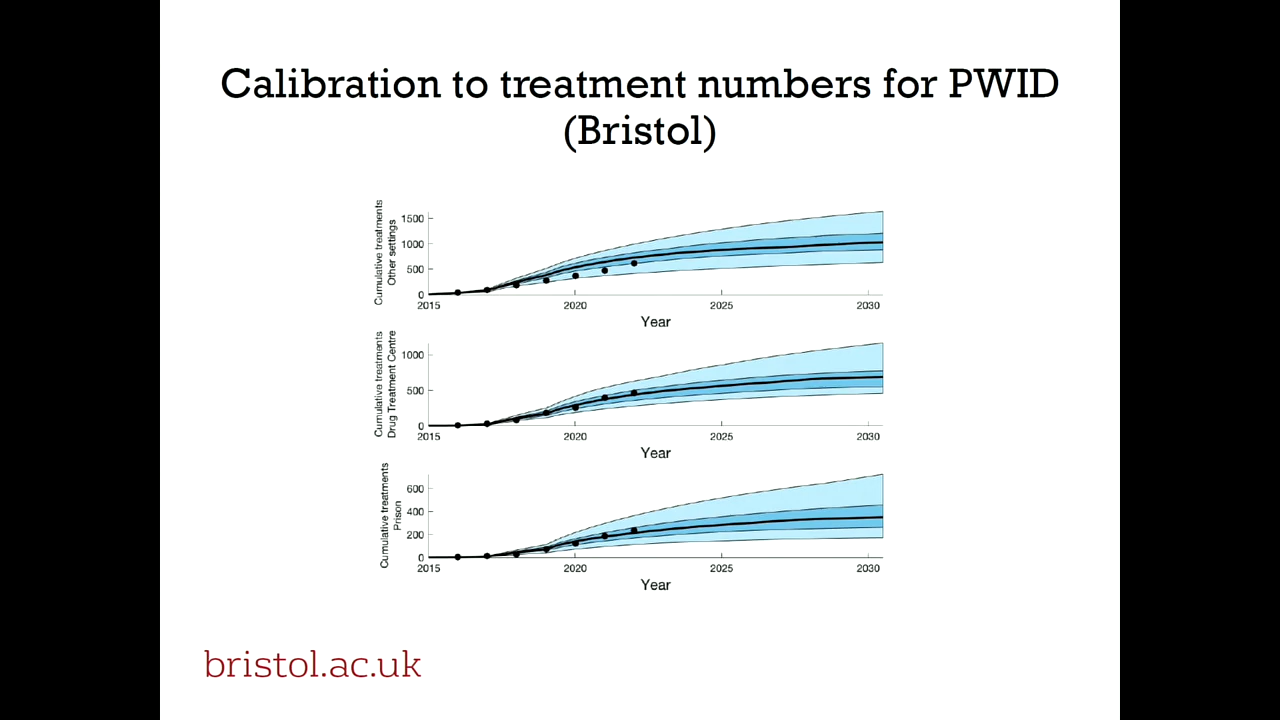 Calibration to treatment numbers for PWID
(Bristol)
Cumulative treatments
Other settings
1500
1000
500
0
2015
2020
2025
2030
Year
Cumulative treatments
Drug Treatment Centre
1000
500
0
2015
2020
2025
2030
Year
Cumulative treatments
Prison
600
400
200
0
2015
2020
2025
2030
Year
bristol.ac.uk